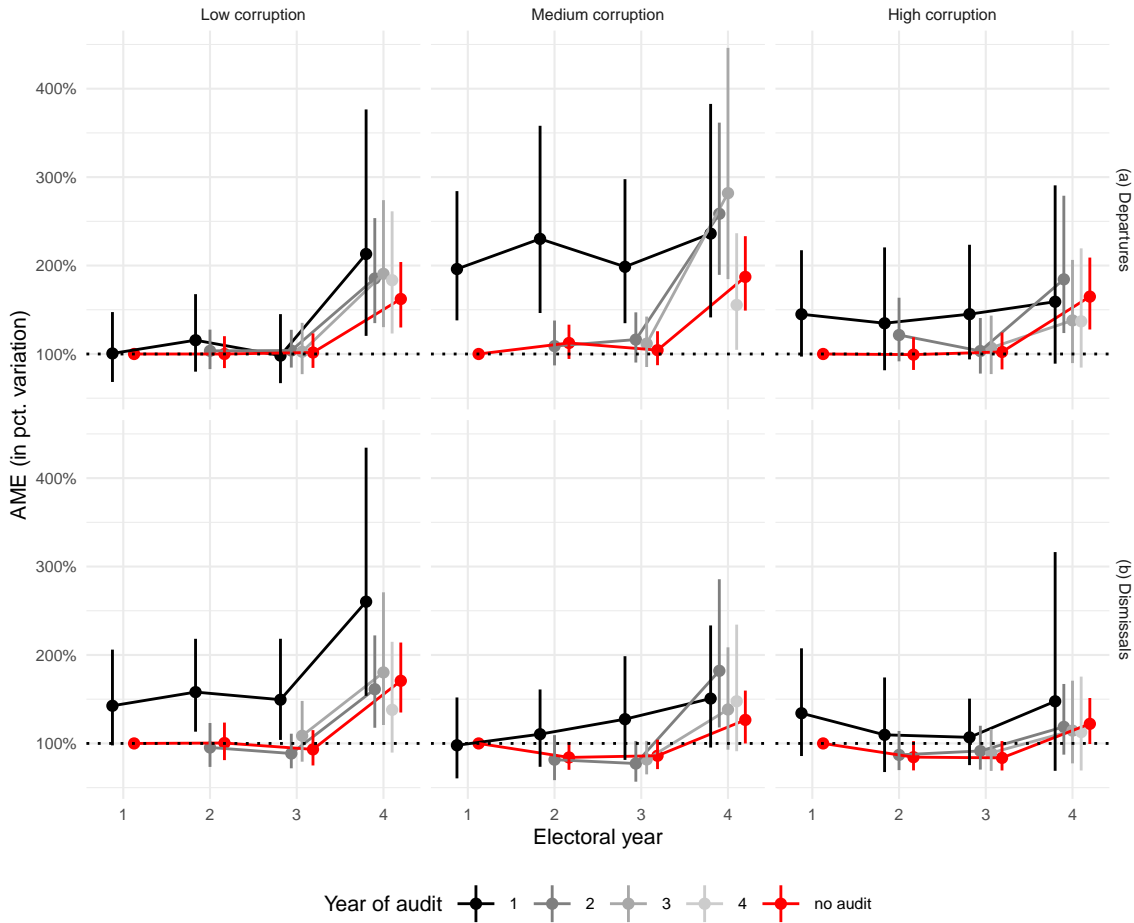 Low corruption
Medium corruption
High corruption
400%
300%
200%
100%
(a) Departures
AME (in pct. variation)
400%
300%
200%
100%
(b) Dismissals
1 2 3 4
1 2 3 4
1 2 3 4
Electoral year
Year of audit 1 2 3 4 no audit